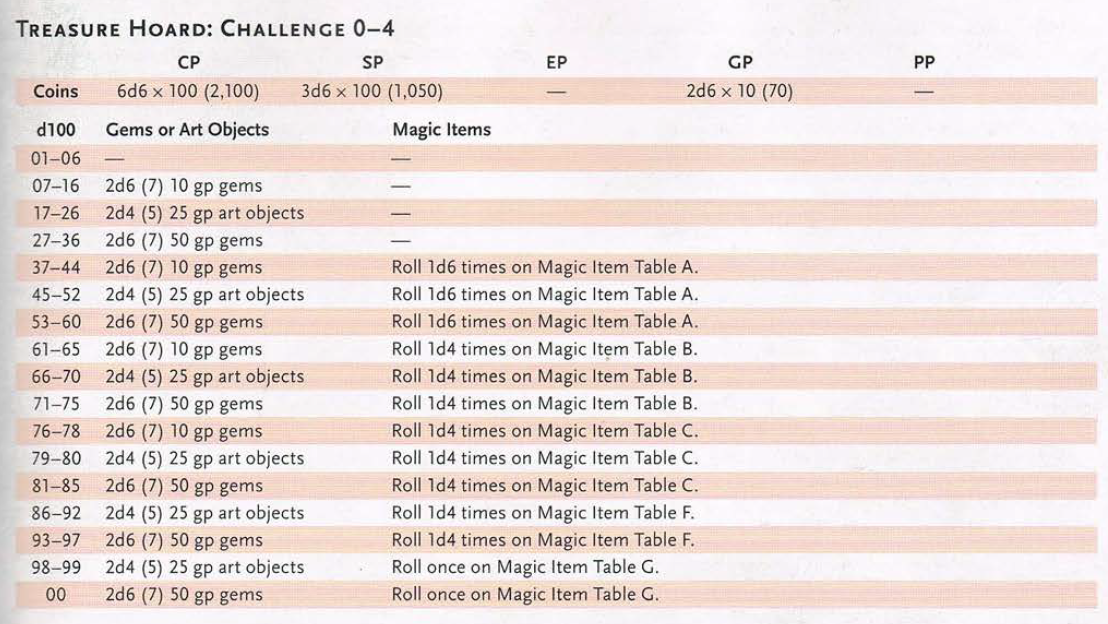 Treasure Hoard: Challenge 0–4
CP SP EP GP PP
Coins 6d6 × 100 (2,100) 3d6 × 100 (1,050) — 2d6 × 10 (70) —
d100 Gems or Art Objects Magic Items
01–06 — —
07–16 2d6 (7) 10 gp gems —
17–26 2d4 (5) 25 gp art objects —
27–36 2d6 (7) 50 gp gems —
37–44 2d6 (7) 10 gp gems Roll 1d6 times on Magic Item Table A.
45–52 2d4 (5) 25 gp art objects Roll 1d6 times on Magic Item Table A.
53–60 2d6 (7) 50 gp gems Roll 1d6 times on Magic Item Table A.
61–65 2d6 (7) 10 gp gems Roll 1d4 times on Magic Item Table B.
66–70 2d4 (5) 25 gp art objects Roll 1d4 times on Magic Item Table B.
71–75 2d6 (7) 50 gp gems Roll 1d4 times on Magic Item Table B.
76–78 2d6 (7) 10 gp gems Roll 1d4 times on Magic Item Table C.
79–80 2d4 (5) 25 gp art objects Roll 1d4 times on Magic Item Table C.
81–85 2d6 (7) 50 gp gems Roll 1d4 times on Magic Item Table C.
86–92 2d4 (5) 25 gp art objects Roll 1d4 times on Magic Item Table F.
93–97 2d6 (7) 50 gp gems Roll 1d4 times on Magic Item Table F.
98–99 2d4 (5) 25 gp art objects Roll once on Magic Item Table G.
00 2d6 (7) 50 gp gems Roll once on Magic Item Table G.